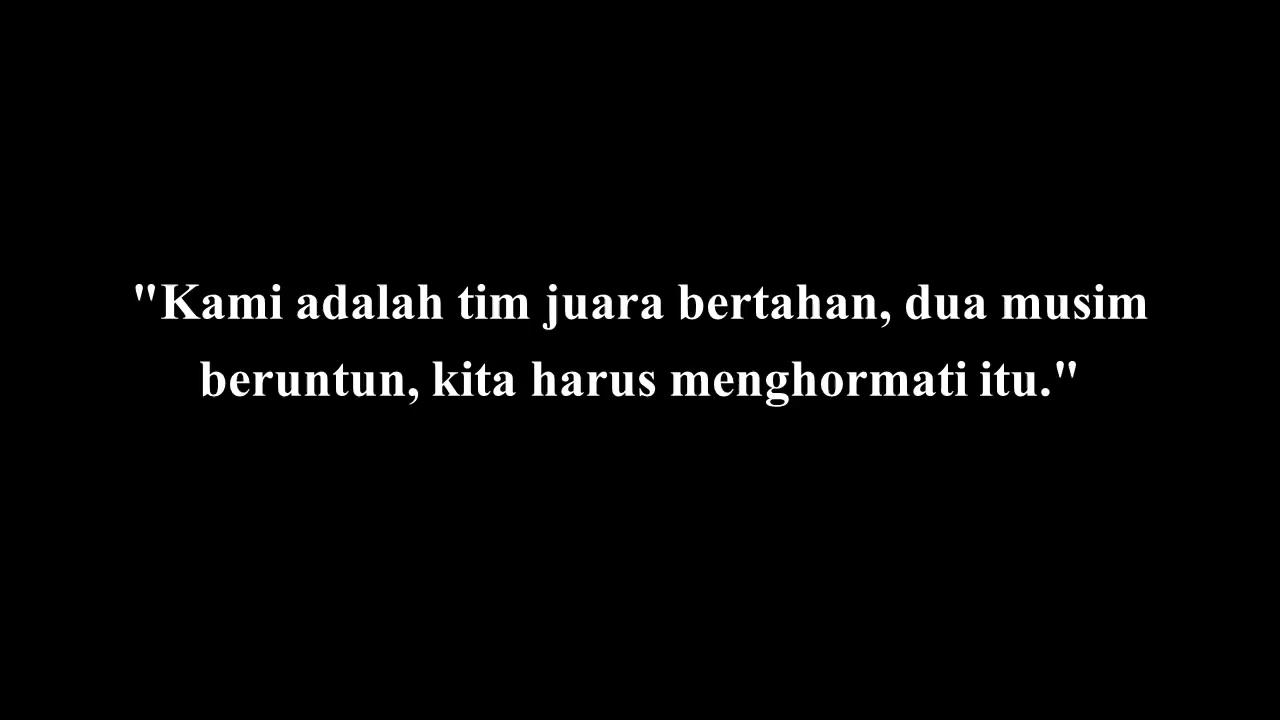 "Kami adalah tim juara bertahan, dua musim
beruntun, kita harus menghormati itu."